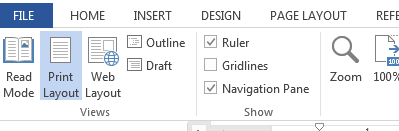 FILE HOME INSERT DESIGN PAGE LAYOUT
Read Mode
Print Layout
Web Layout
Outline
Draft
Views
Ruler
Gridlines
Navigation Pane
Show
Zoom
100%
100